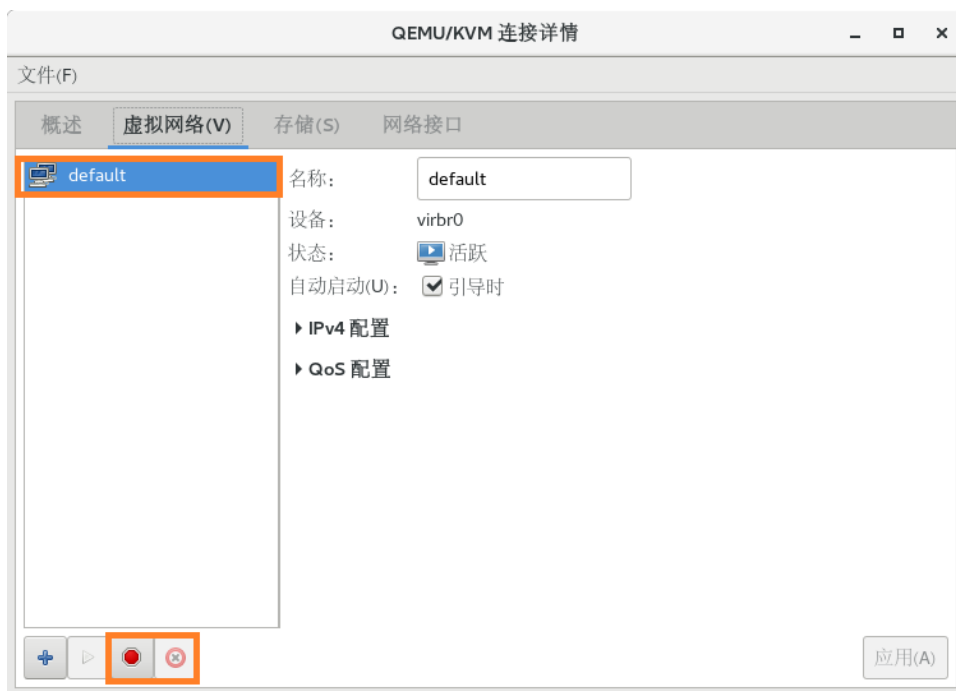 QEMU/KVM 连接详情
文件(F)
概述 虚拟网络(V) 存储(S) 网络接口
default
名称： default
设备： virbr0
状态： 活跃
自动启动(U)： 引导时
IPv4 配置
QoS 配置
应用(A)